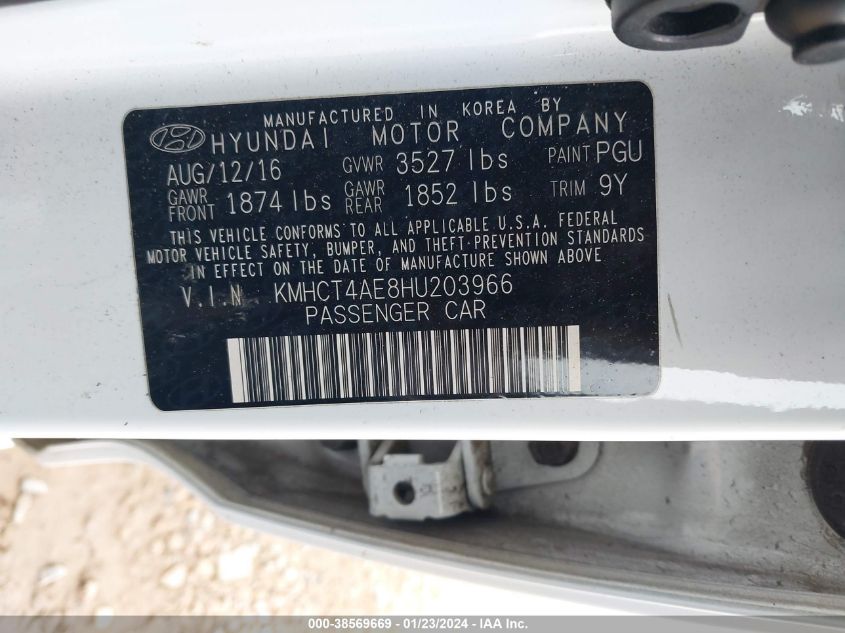 MANUFACTURED IN KOREA BY
HYUNDAI MOTOR COMPANY
AUG/12/16 GVWR 3527 lbs PAINT PGU
GAWR FRONT 1874 lbs GAWR REAR 1852 lbs TRIM 9Y
THIS VEHICLE CONFORMS TO ALL APPLICABLE U.S.A. FEDERAL
MOTOR VEHICLE SAFETY, BUMPER, AND THEFT PREVENTION STANDARDS
IN EFFECT ON THE DATE OF MANUFACTURE SHOWN ABOVE
V.I.N KMHCT4AE8HU203966
PASSENGER CAR
000-38569669 / 01/23/2024 / IAAI.COM